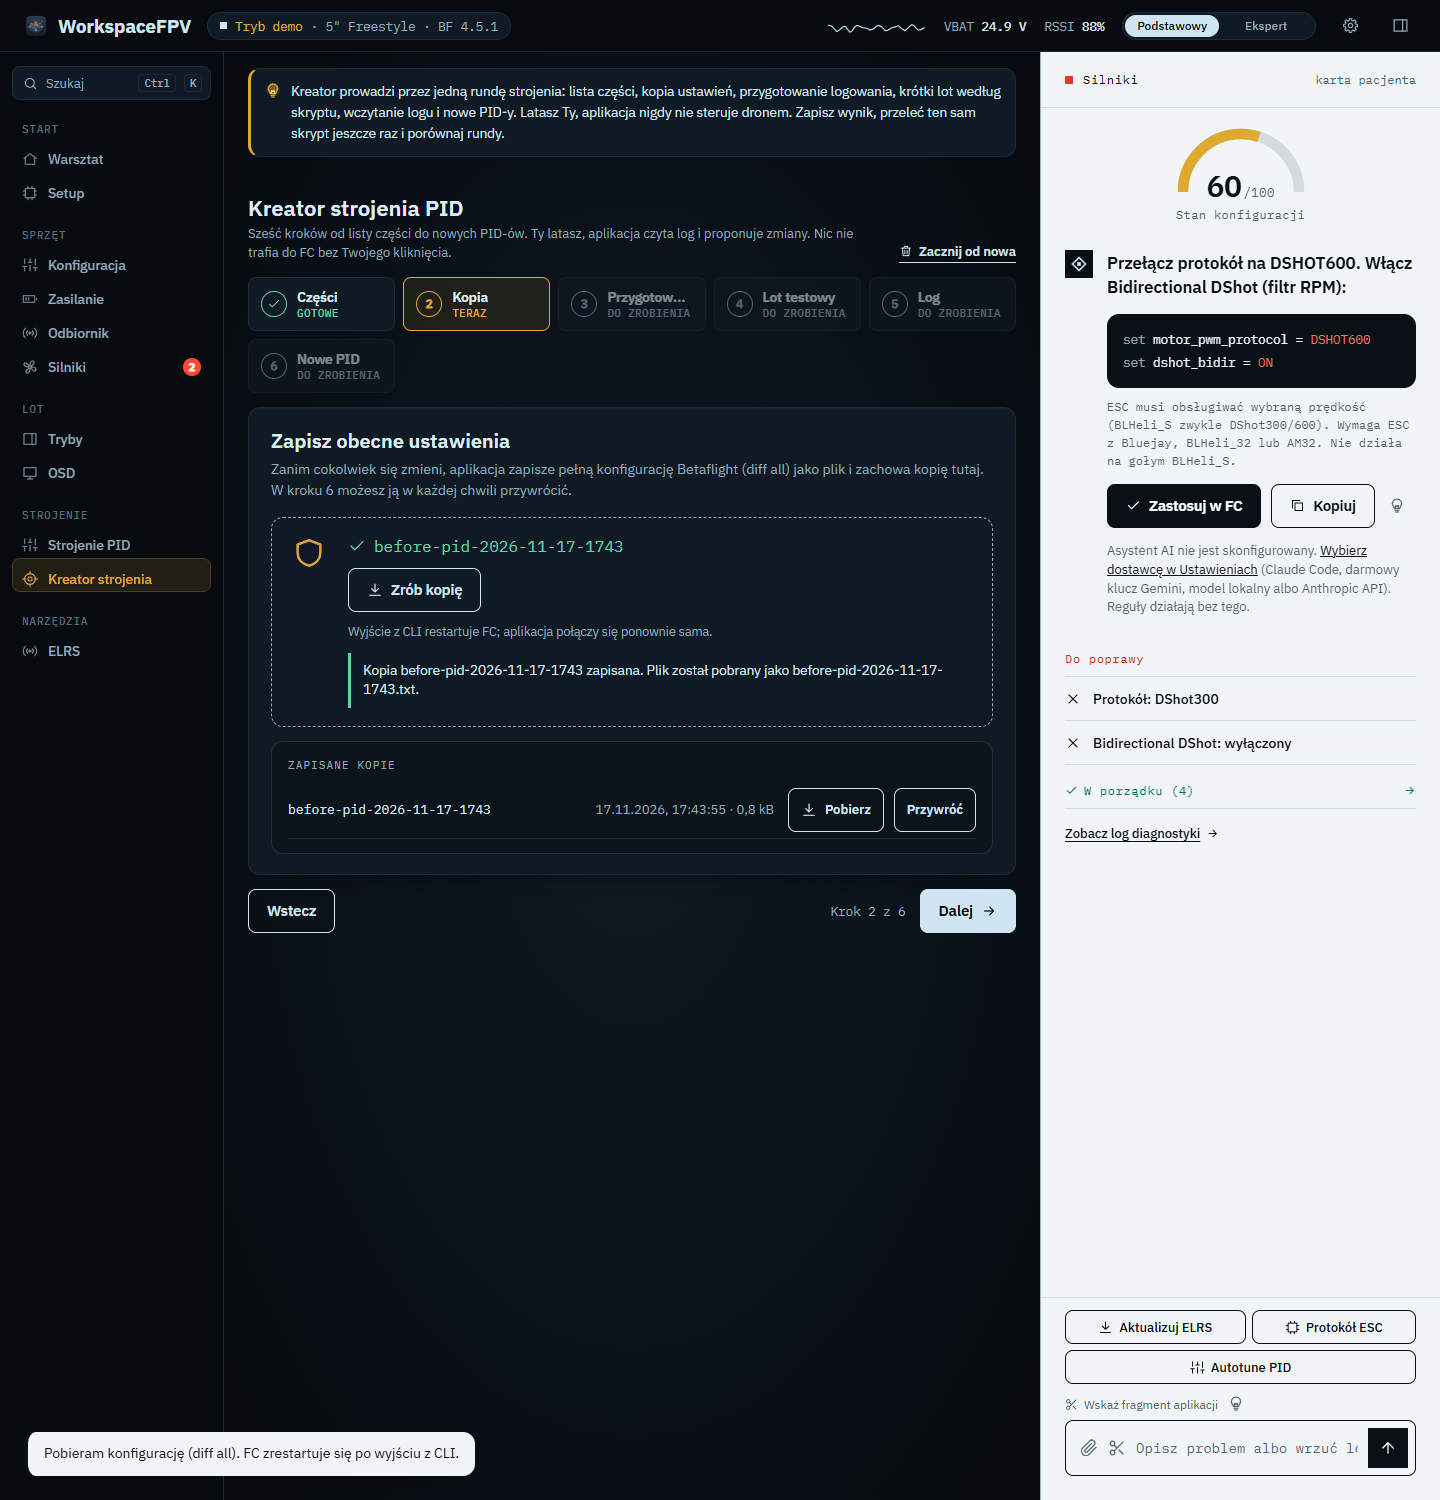 WorkspaceFPV
Tryb demo · 5" Freestyle · BF 4.5.1
VBAT 24.9 V
RSSI 88%
Podstawowy
Ekspert
Szukaj
Ctrl K
START
Warsztat
Setup
SPRZĘT
Konfiguracja
Zasilanie
Odbiornik
Silniki
2
LOT
Tryby
OSD
STROJENIE
Strojenie PID
Kreator strojenia
NARZĘDZIA
ELRS
Kreator prowadzi przez jedną rundę strojenia: lista części, kopia ustawień, przygotowanie logowania, krótki lot według
skryptu, wczytanie logu i nowe PID-y. Latasz Ty, aplikacja nigdy nie steruje dronem. Zapisz wynik, przeleć ten sam
skrypt jeszcze raz i porównaj rundy.
Kreator strojenia PID
Sześć kroków od listy części do nowych PID-ów. Ty latasz, aplikacja czyta log i proponuje zmiany. Nic nie
trafia do FC bez Twojego kliknięcia.
Zacznij od nowa
Części
GOTOWE
2
Kopia
TERAZ
3
Przygotow...
DO ZROBIENIA
4
Lot testowy
DO ZROBIENIA
5
Log
DO ZROBIENIA
6
Nowe PID
DO ZROBIENIA
Zapisz obecne ustawienia
Zanim cokolwiek się zmieni, aplikacja zapisze pełną konfigurację Betaflight (diff all) jako plik i zachowa kopię tutaj.
W kroku 6 możesz ją w każdej chwili przywrócić.
before-pid-2026-11-17-1743
Zrób kopię
Wyjście z CLI restartuje FC; aplikacja połączy się ponownie sama.
Kopia before-pid-2026-11-17-1743 zapisana. Plik został pobrany jako before-pid-2026-11-17-
1743.txt.
ZAPISANE KOPIE
before-pid-2026-11-17-1743
17.11.2026, 17:43:55 · 0,8 kB
Pobierz
Przywróć
Wstecz
Krok 2 z 6
Dalej
Pobieram konfigurację (diff all). FC zrestartuje się po wyjściu z CLI.
Silniki
karta pacjenta
60/100
Stan konfiguracji
Przełącz protokół na DSHOT600. Włącz
Bidirectional DShot (filtr RPM):
set motor_pwm_protocol = DSHOT600
set dshot_bidir = ON
ESC musi obsługiwać wybraną prędkość
(BLHeli_S zwykle DShot300/600). Wymaga ESC
z Bluejay, BLHeli_32 lub AM32. Nie działa
na gołym BLHeli_S.
Zastosuj w FC
Kopiuj
Asystent AI nie jest skonfigurowany. Wybierz
dostawcę w Ustawieniach (Claude Code, darmowy
klucz Gemini, model lokalny albo Anthropic API).
Reguły działają bez tego.
Do poprawy
Protokół: DShot300
Bidirectional DShot: wyłączony
W porządku (4)
Zobacz log diagnostyki
Aktualizuj ELRS
Protokół ESC
Autotune PID
Wskaż fragment aplikacji
Opisz problem albo wrzuć